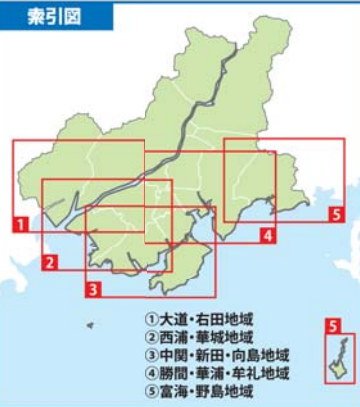 索引図
1
2
3
4
5
5
①大道・右田地域
②西浦・華城地域
③中関・新田・向島地域
④勝間・華浦・牟礼地域
⑤富海・野島地域